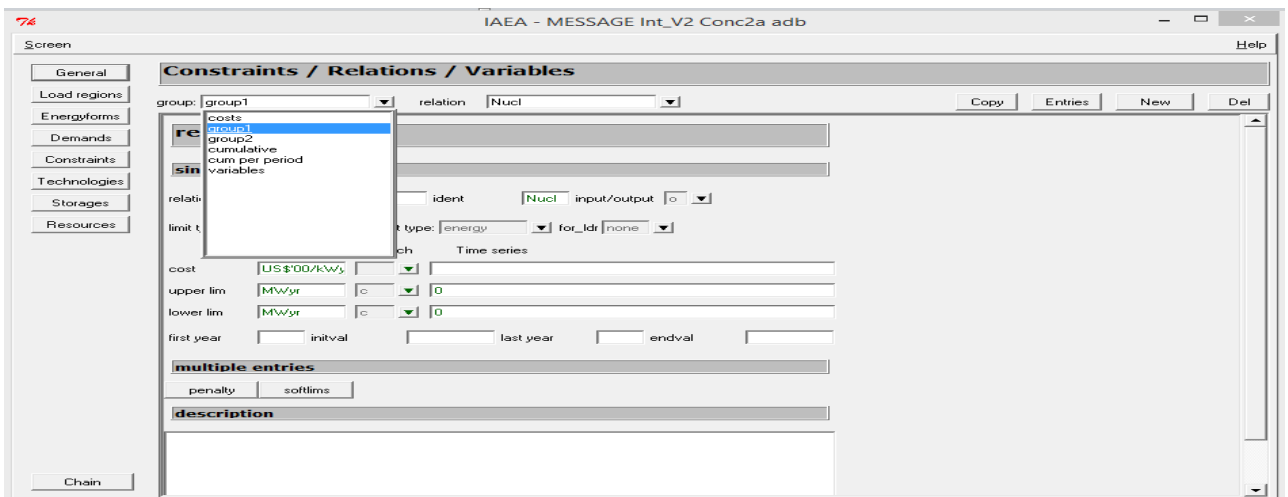 IAEA - MESSAGE Int_V2 Conc2a adb
Screen Help
General
Load regions
Energyforms
Demands
Constraints
Technologies
Storages
Resources
Chain
Constraints / Relations / Variables
group: group1 relation Nucl Copy Entries New Del
costs
group1
group2
cumulative
cum per period
variables
re
sin
relati ident Nucl input/output o
limit t t type: energy for_ldr none
ch Time series
cost US$'00/kWy
upper lim MWyr c 0
lower lim MWyr c 0
first year initval last year endval
multiple entries
penalty softlims
description